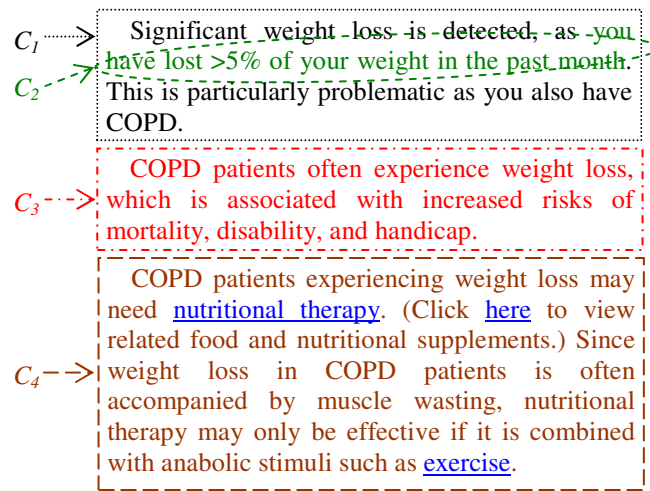 C1
Significant weight loss is detected, as you
have lost >5% of your weight in the past month.
C2
This is particularly problematic as you also have
COPD.
COPD patients often experience weight loss,
C3
which is associated with increased risks of
mortality, disability, and handicap.
COPD patients experiencing weight loss may
need nutritional therapy. (Click here to view
related food and nutritional supplements.) Since
C4
weight loss in COPD patients is often
accompanied by muscle wasting, nutritional
therapy may only be effective if it is combined
with anabolic stimuli such as exercise.